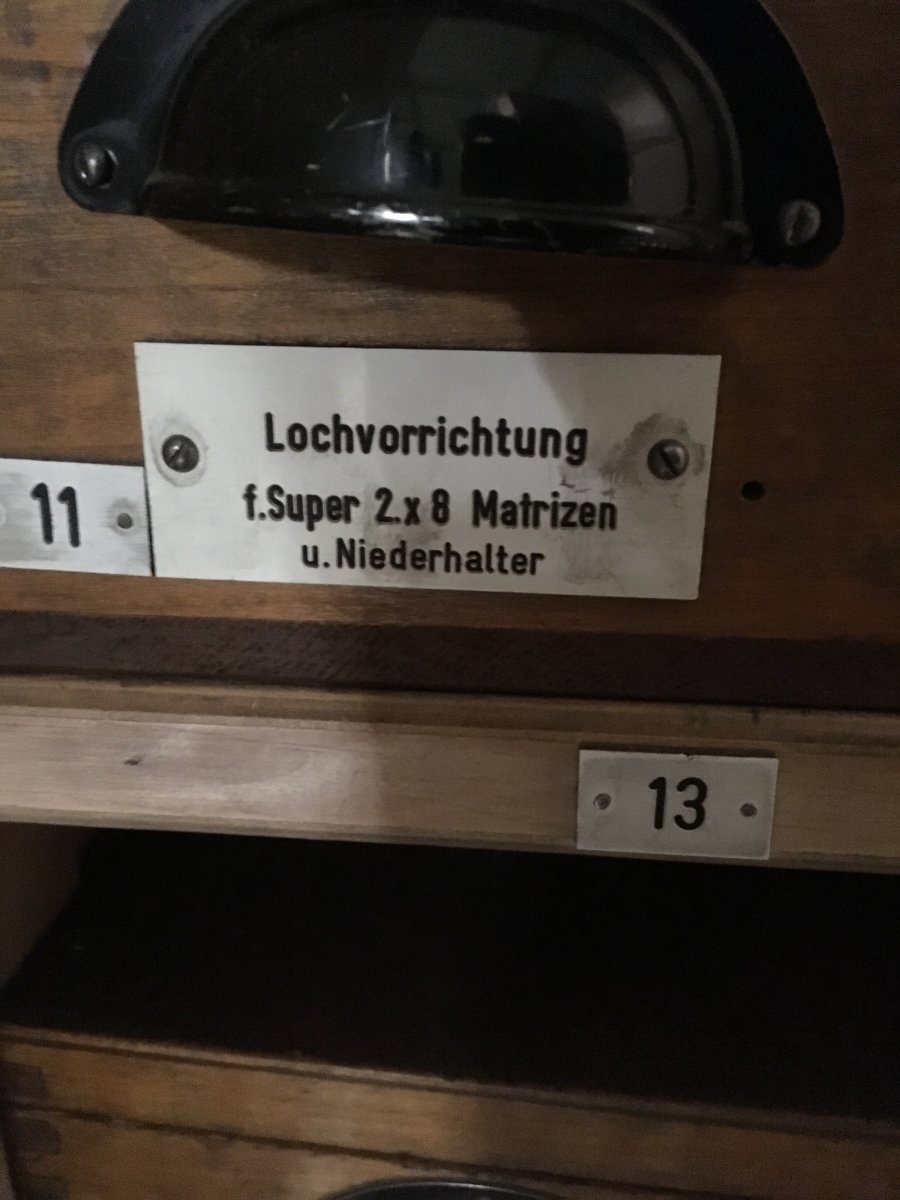 Lochvorrichtung
f.Super 2.x 8 Matrizen
u.Niederhalter
11
13